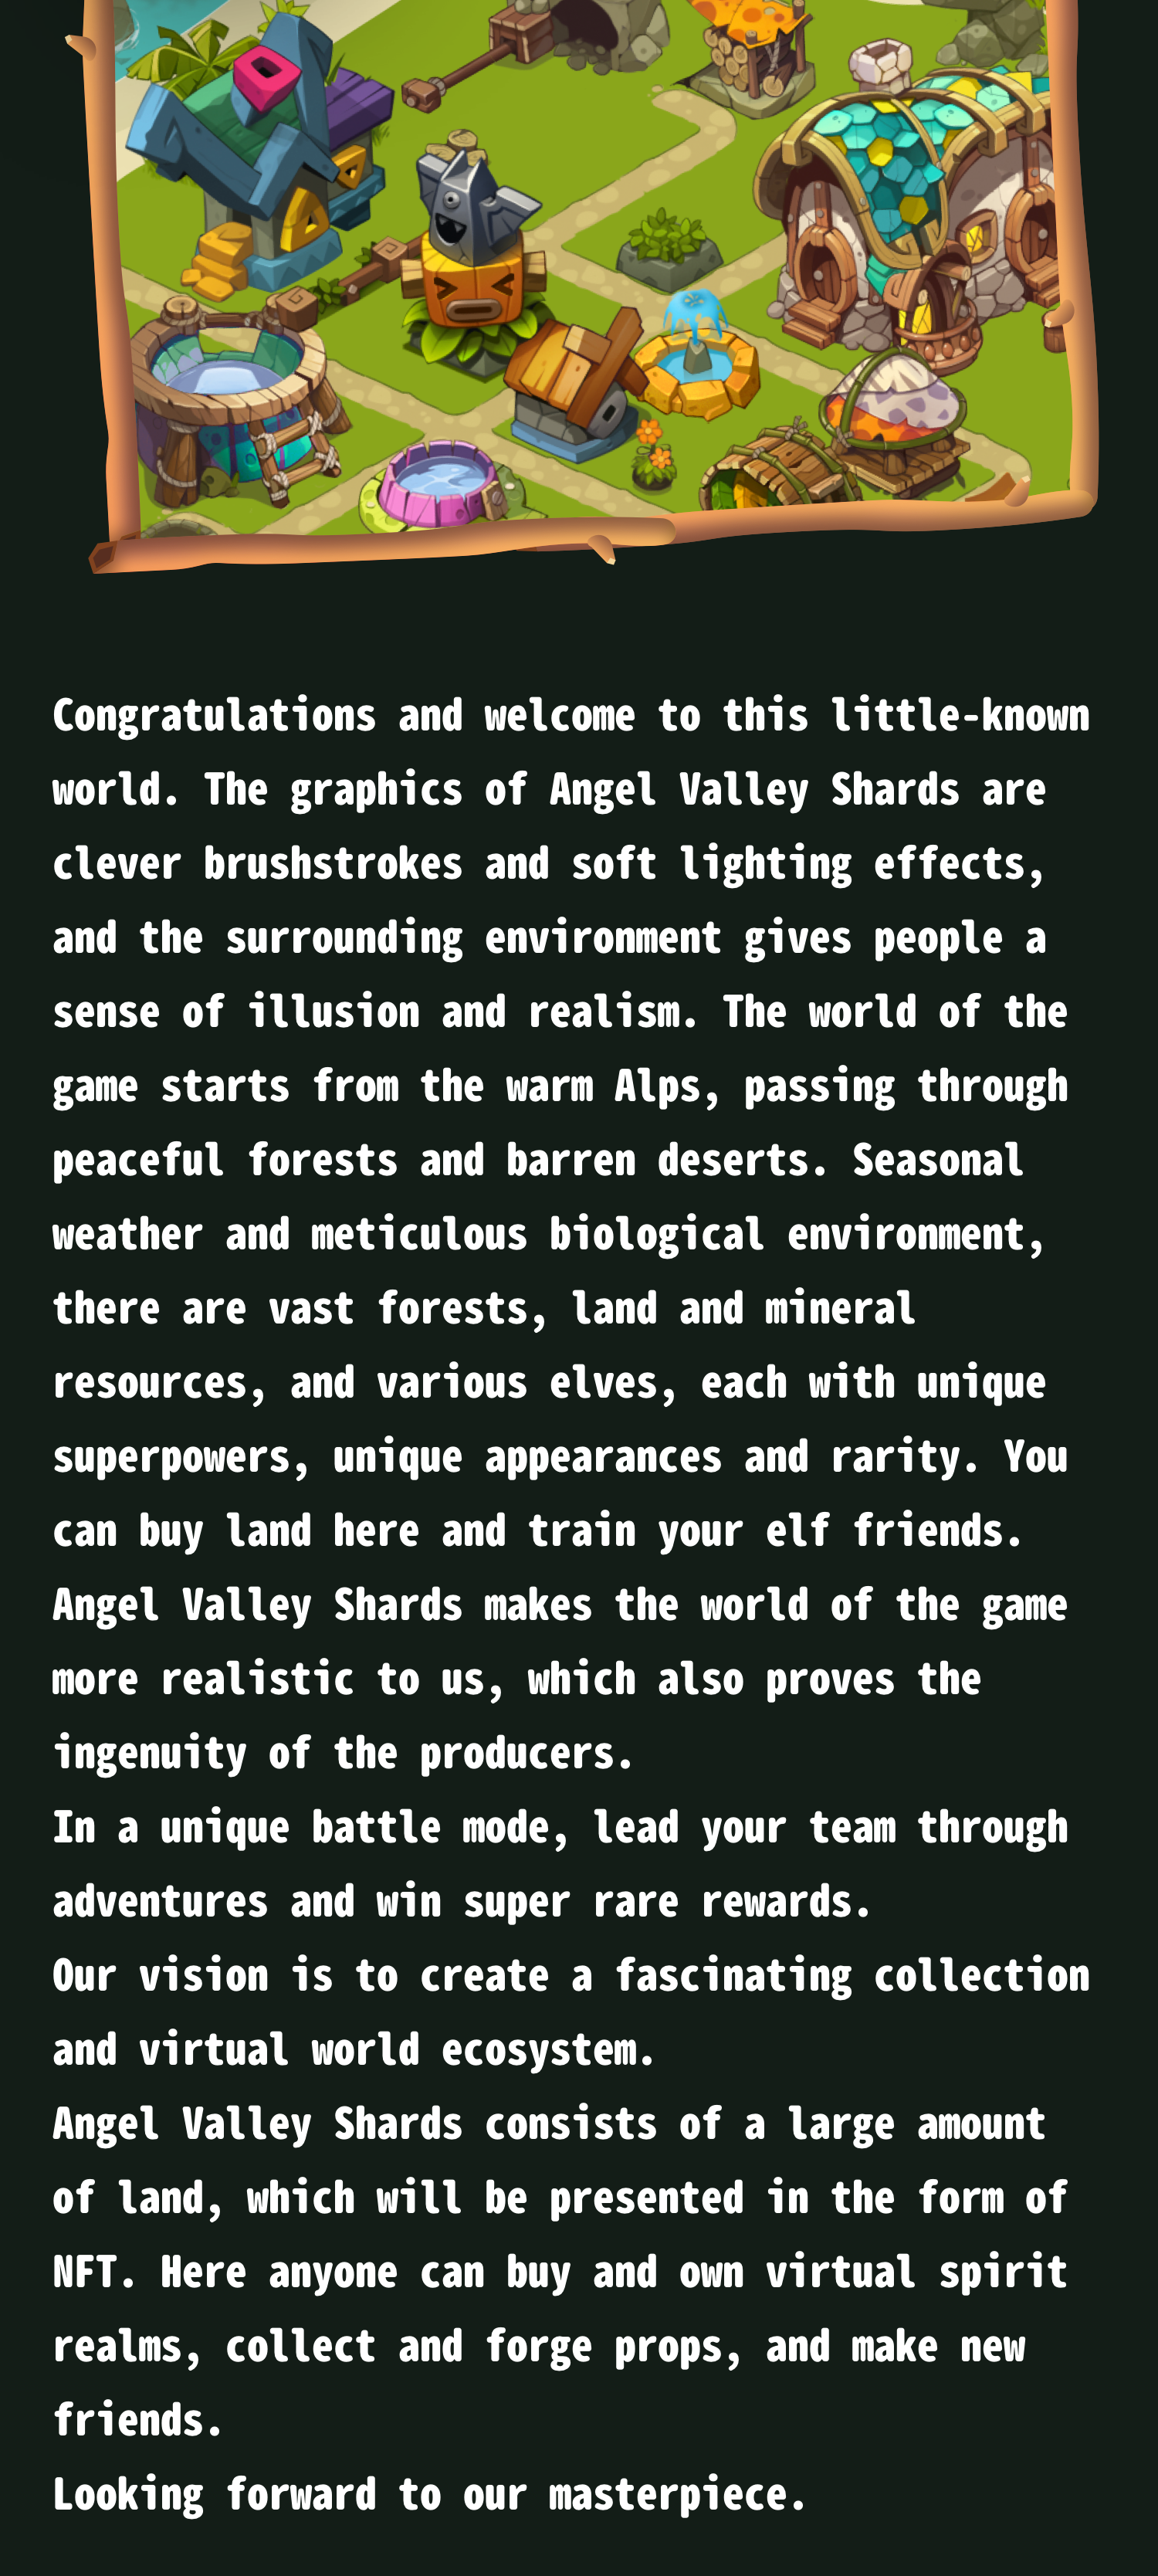 Congratulations and welcome to this little-known
world. The graphics of Angel Valley Shards are
clever brushstrokes and soft lighting effects,
and the surrounding environment gives people a
sense of illusion and realism. The world of the
game starts from the warm Alps, passing through
peaceful forests and barren deserts. Seasonal
weather and meticulous biological environment,
there are vast forests, land and mineral
resources, and various elves, each with unique
superpowers, unique appearances and rarity. You
can buy land here and train your elf friends.
Angel Valley Shards makes the world of the game
more realistic to us, which also proves the
ingenuity of the producers.
In a unique battle mode, lead your team through
adventures and win super rare rewards.
Our vision is to create a fascinating collection
and virtual world ecosystem.
Angel Valley Shards consists of a large amount
of land, which will be presented in the form of
NFT. Here anyone can buy and own virtual spirit
realms, collect and forge props, and make new
friends.
Looking forward to our masterpiece.